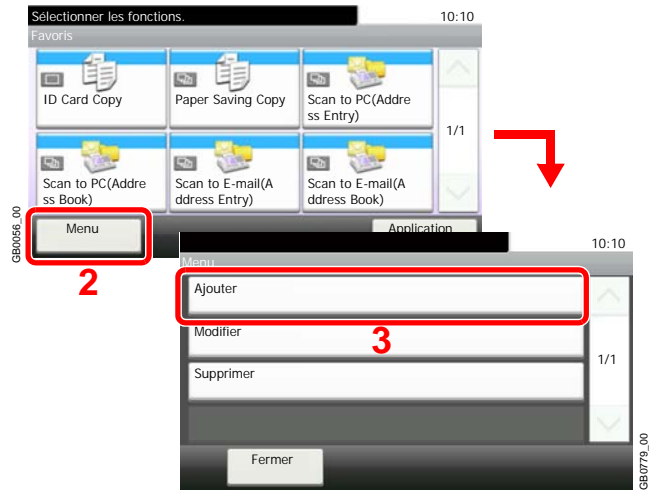 Sélectionner les fonctions.
10:10
Favoris
ID Card Copy
Paper Saving Copy
Scan to PC(Addre
ss Entry)
1/1
Scan to PC(Addre
ss Book)
Scan to E-mail(A
ddress Entry)
Scan to E-mail(A
ddress Book)
Menu
Application
GB0056_00
2
10:10
Menu
Ajouter
3
Modifier
1/1
Supprimer
Fermer
GB0779_00